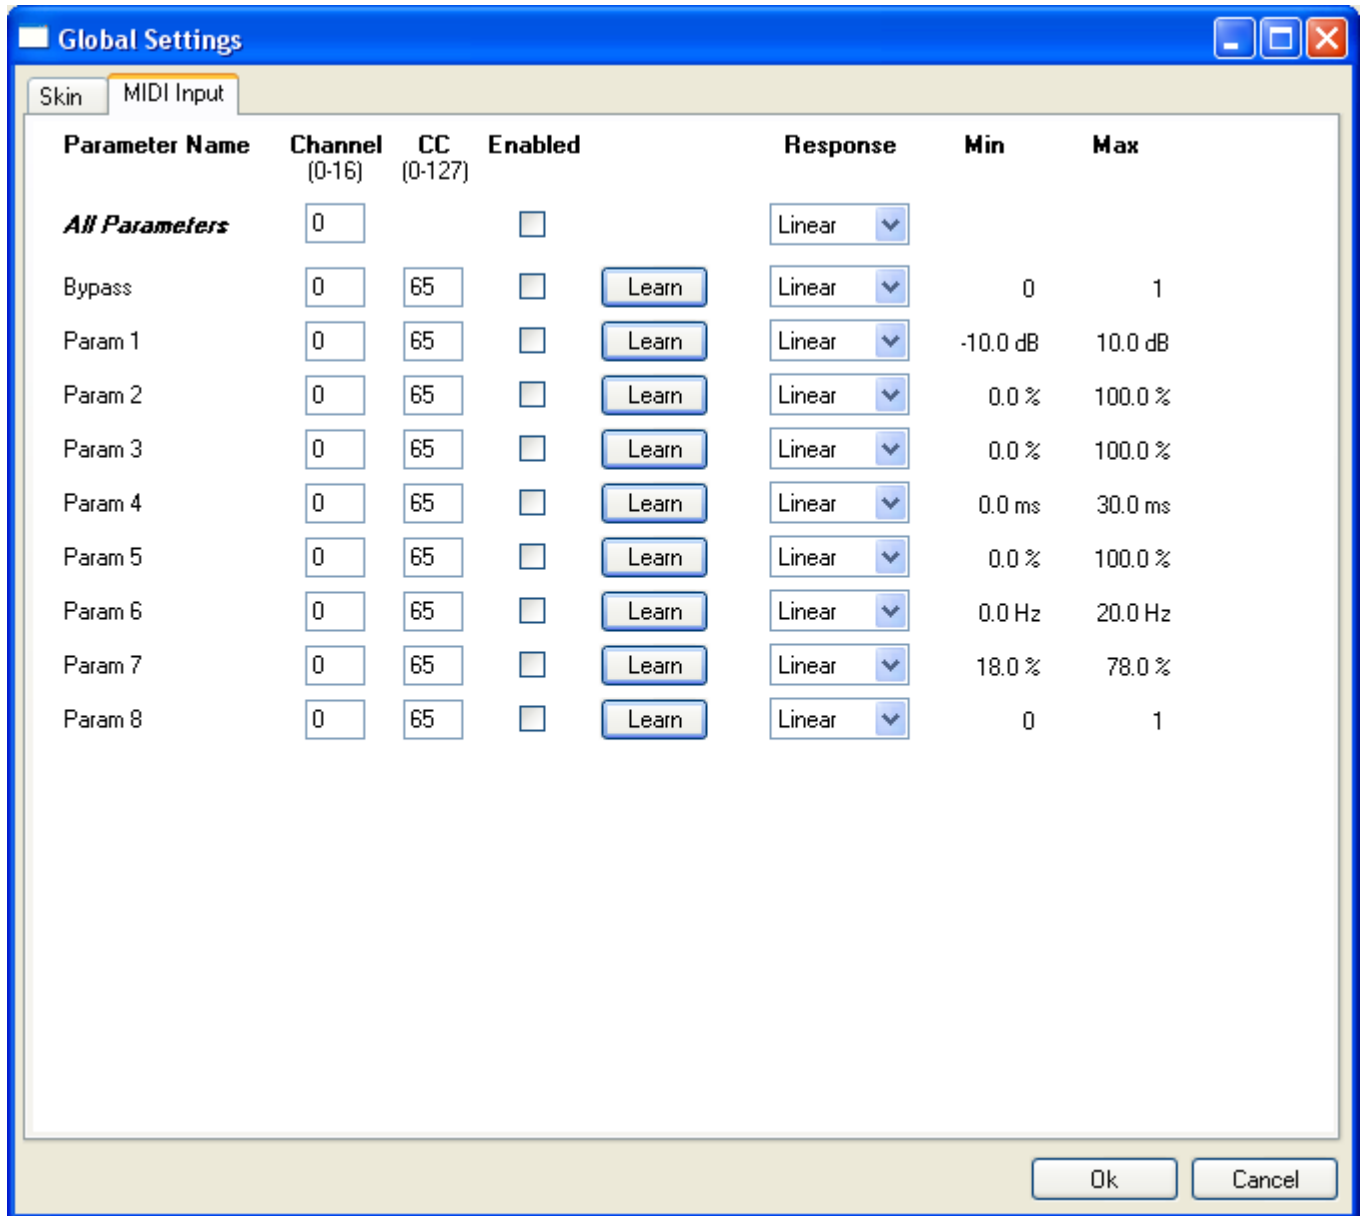 Global Settings
Skin MIDI Input
Parameter Name Channel CC Enabled Response Min Max
(0-16) (0-127)
All Parameters 0 Linear
Bypass 0 65 Learn Linear 0 1
Param 1 0 65 Learn Linear -10.0 dB 10.0 dB
Param 2 0 65 Learn Linear 0.0 % 100.0 %
Param 3 0 65 Learn Linear 0.0 % 100.0 %
Param 4 0 65 Learn Linear 0.0 ms 30.0 ms
Param 5 0 65 Learn Linear 0.0 % 100.0 %
Param 6 0 65 Learn Linear 0.0 Hz 20.0 Hz
Param 7 0 65 Learn Linear 18.0 % 78.0 %
Param 8 0 65 Learn Linear 0 1
Ok Cancel